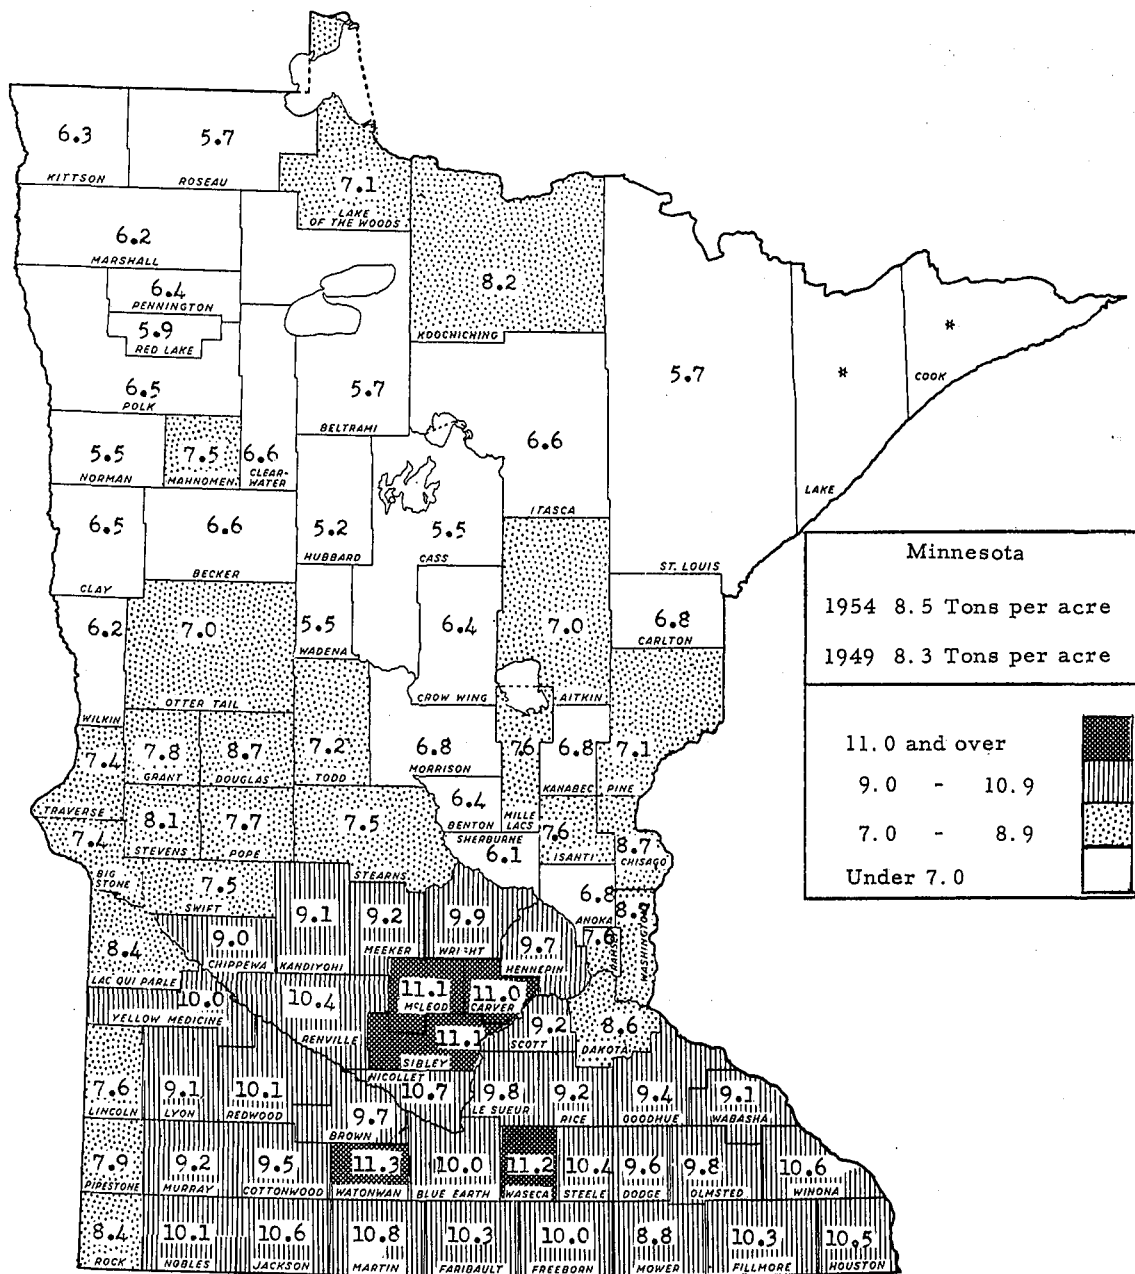 6.3
KITTSON
5.7
ROSEAU
7.1
LAKE
OF THE WOODS
6.2
MARSHALL
8.2
KOOCHICHING
6.4
PENNINGTON
5.9
RED LAKE
6.5
POLK
5.7
BELTRAMI
5.7
ST. LOUIS
*
LAKE
*
COOK
5.5
NORMAN
7.5
MAHNOMEN
6.6
CLEAR-
WATER
6.6
ITASCA
6.5
CLAY
6.6
BECKER
5.2
HUBBARD
5.5
CASS
6.2
WILKIN
7.0
OTTER TAIL
5.5
WADENA
6.4
CROW WING
7.0
AITKIN
6.8
CARLTON
Minnesota
1954 8.5 Tons per acre
1949 8.3 Tons per acre
11.0 and over
9.0 - 10.9
7.0 - 8.9
Under 7.0
7.4
TRAVERSE
7.8
GRANT
8.7
DOUGLAS
7.2
TODD
6.8
MORRISON
7.6
MILLE
LACS
6.8
KANABEC
7.1
PINE
7.4
BIG
STONE
8.1
STEVENS
7.7
POPE
7.5
STEARNS
6.4
BENTON
SHERBURNE
6.1
7.6
ISANTI
8.7
CHISAGO
7.5
SWIFT
6.8
ANOKA
8.4
LAC QUI PARLE
9.0
CHIPPEWA
9.1
KANDIYOHI
9.2
MEEKER
9.9
WRIGHT
9.7
HENNEPIN
WASHINGTON
10.0
YELLOW MEDICINE
10.4
RENVILLE
11.1
McLEOD
11.0
CARVER
11.1
SIBLEY
9.2
SCOTT
8.6
DAKOTA
7.6
LINCOLN
9.1
LYON
10.1
REDWOOD
9.7
BROWN
NICOLLET
10.7
9.8
LE SUEUR
9.2
RICE
9.4
GOODHUE
9.1
WABASHA
7.9
PIPESTONE
9.2
MURRAY
9.5
COTTONWOOD
11.3
WATONWAN
10.0
BLUE EARTH
11.2
WASECA
10.4
STEELE
9.6
DODGE
9.8
OLMSTED
10.6
WINONA
8.4
ROCK
10.1
NOBLES
10.6
JACKSON
10.8
MARTIN
10.3
FARIBAULT
10.0
FREEBORN
8.8
MOWER
10.3
FILLMORE
10.5
HOUSTON